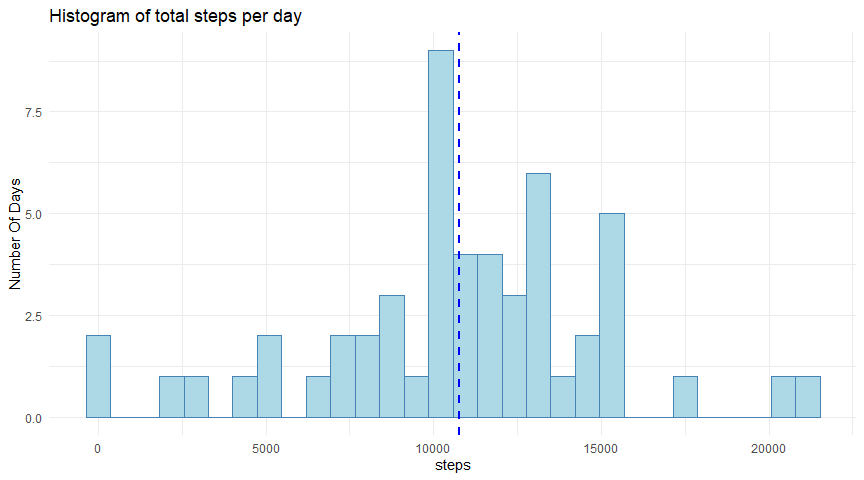 Histogram of total steps per day
Number Of Days
7.5
5.0
2.5
0.0
0 5000 10000 15000 20000
steps